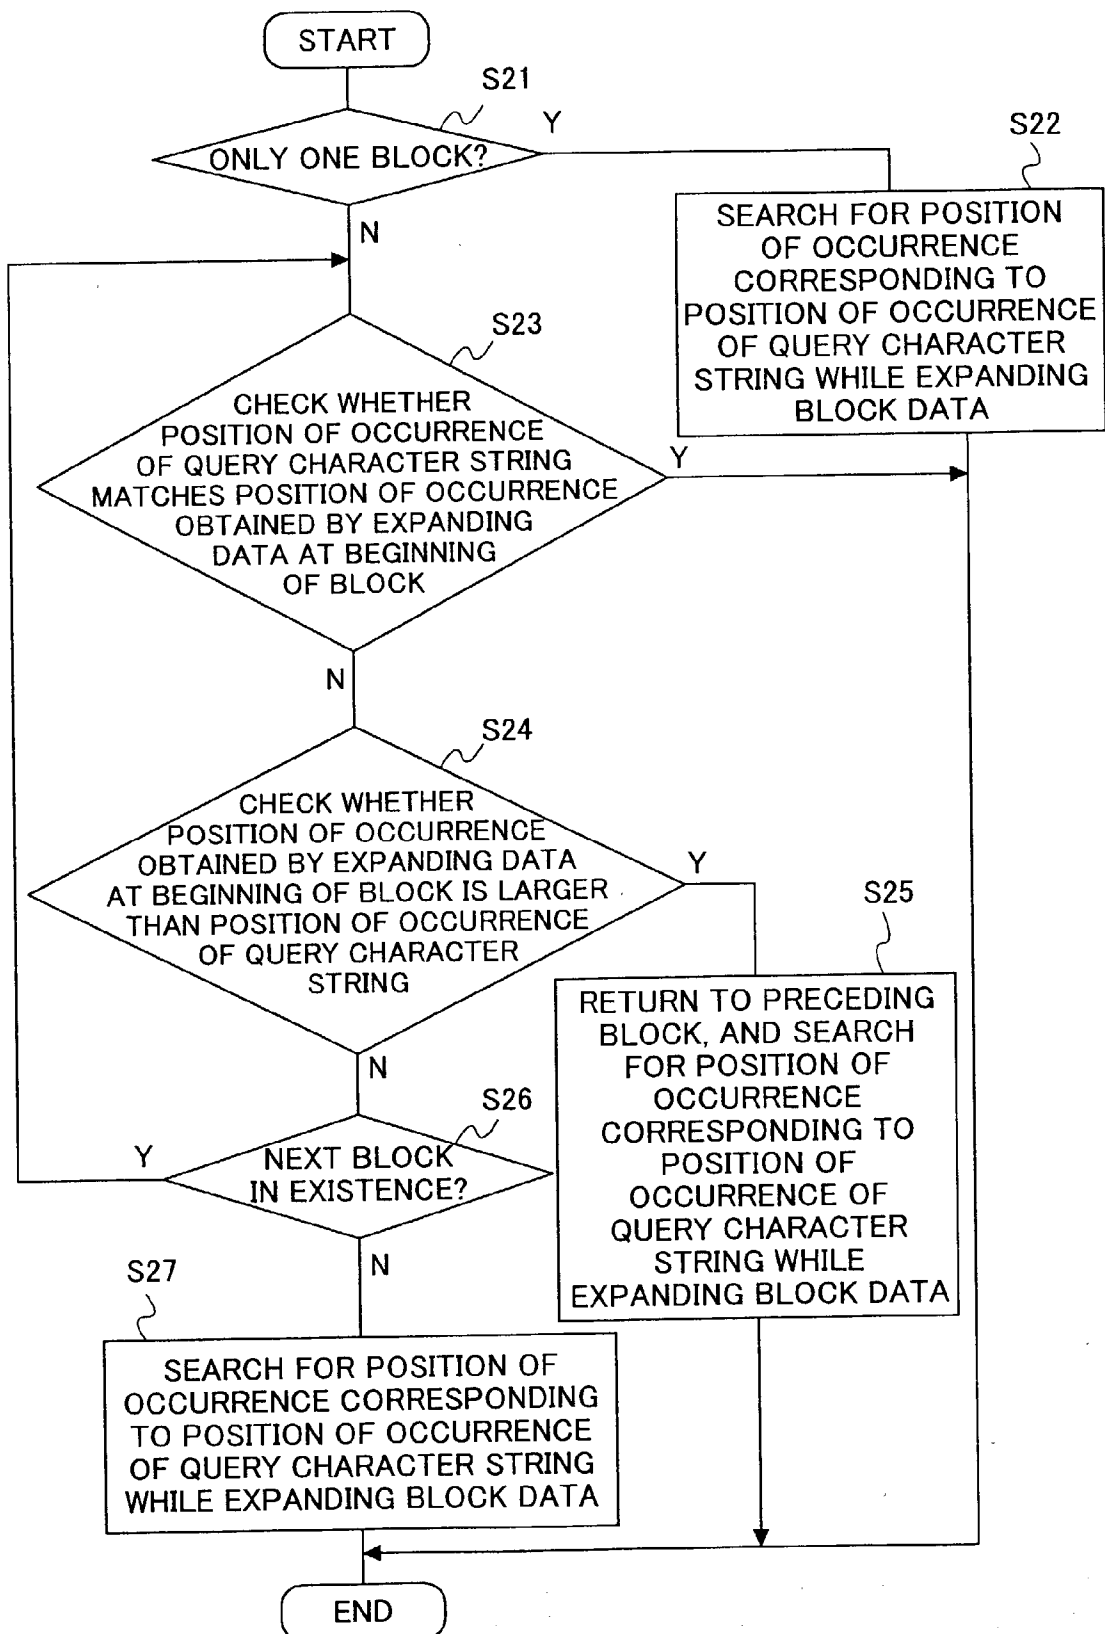 START
S21
ONLY ONE BLOCK?
Y
N
S22
SEARCH FOR POSITION
OF OCCURRENCE
CORRESPONDING TO
POSITION OF OCCURRENCE
OF QUERY CHARACTER
STRING WHILE EXPANDING
BLOCK DATA
S23
CHECK WHETHER
POSITION OF OCCURRENCE
OF QUERY CHARACTER STRING
MATCHES POSITION OF OCCURRENCE
OBTAINED BY EXPANDING
DATA AT BEGINNING
OF BLOCK
Y
N
S24
CHECK WHETHER
POSITION OF OCCURRENCE
OBTAINED BY EXPANDING DATA
AT BEGINNING OF BLOCK IS LARGER
THAN POSITION OF OCCURRENCE
OF QUERY CHARACTER
STRING
Y
N
S25
RETURN TO PRECEDING
BLOCK, AND SEARCH
FOR POSITION OF
OCCURRENCE
CORRESPONDING TO
POSITION OF
OCCURRENCE OF
QUERY CHARACTER
STRING WHILE
EXPANDING BLOCK DATA
S26
NEXT BLOCK
IN EXISTENCE?
Y
N
S27
SEARCH FOR POSITION OF
OCCURRENCE CORRESPONDING
TO POSITION OF OCCURRENCE
OF QUERY CHARACTER STRING
WHILE EXPANDING BLOCK DATA
END